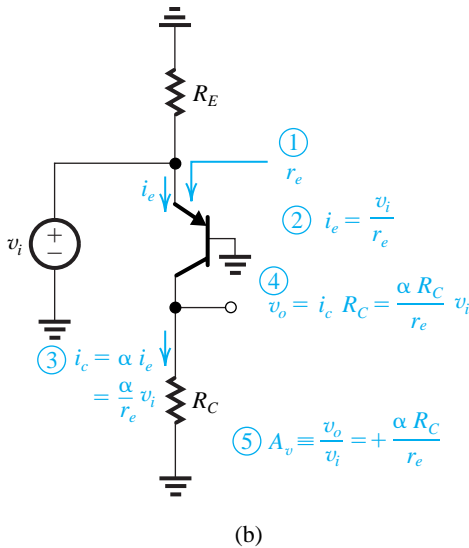 R_E
① r_e
i_e
② i_e = v_i / r_e
v_i
+
−
④ v_o = i_c R_C = α R_C / r_e v_i
③ i_c = α i_e
= α / r_e v_i
R_C
⑤ A_v ≡ v_o / v_i = + α R_C / r_e
(b)